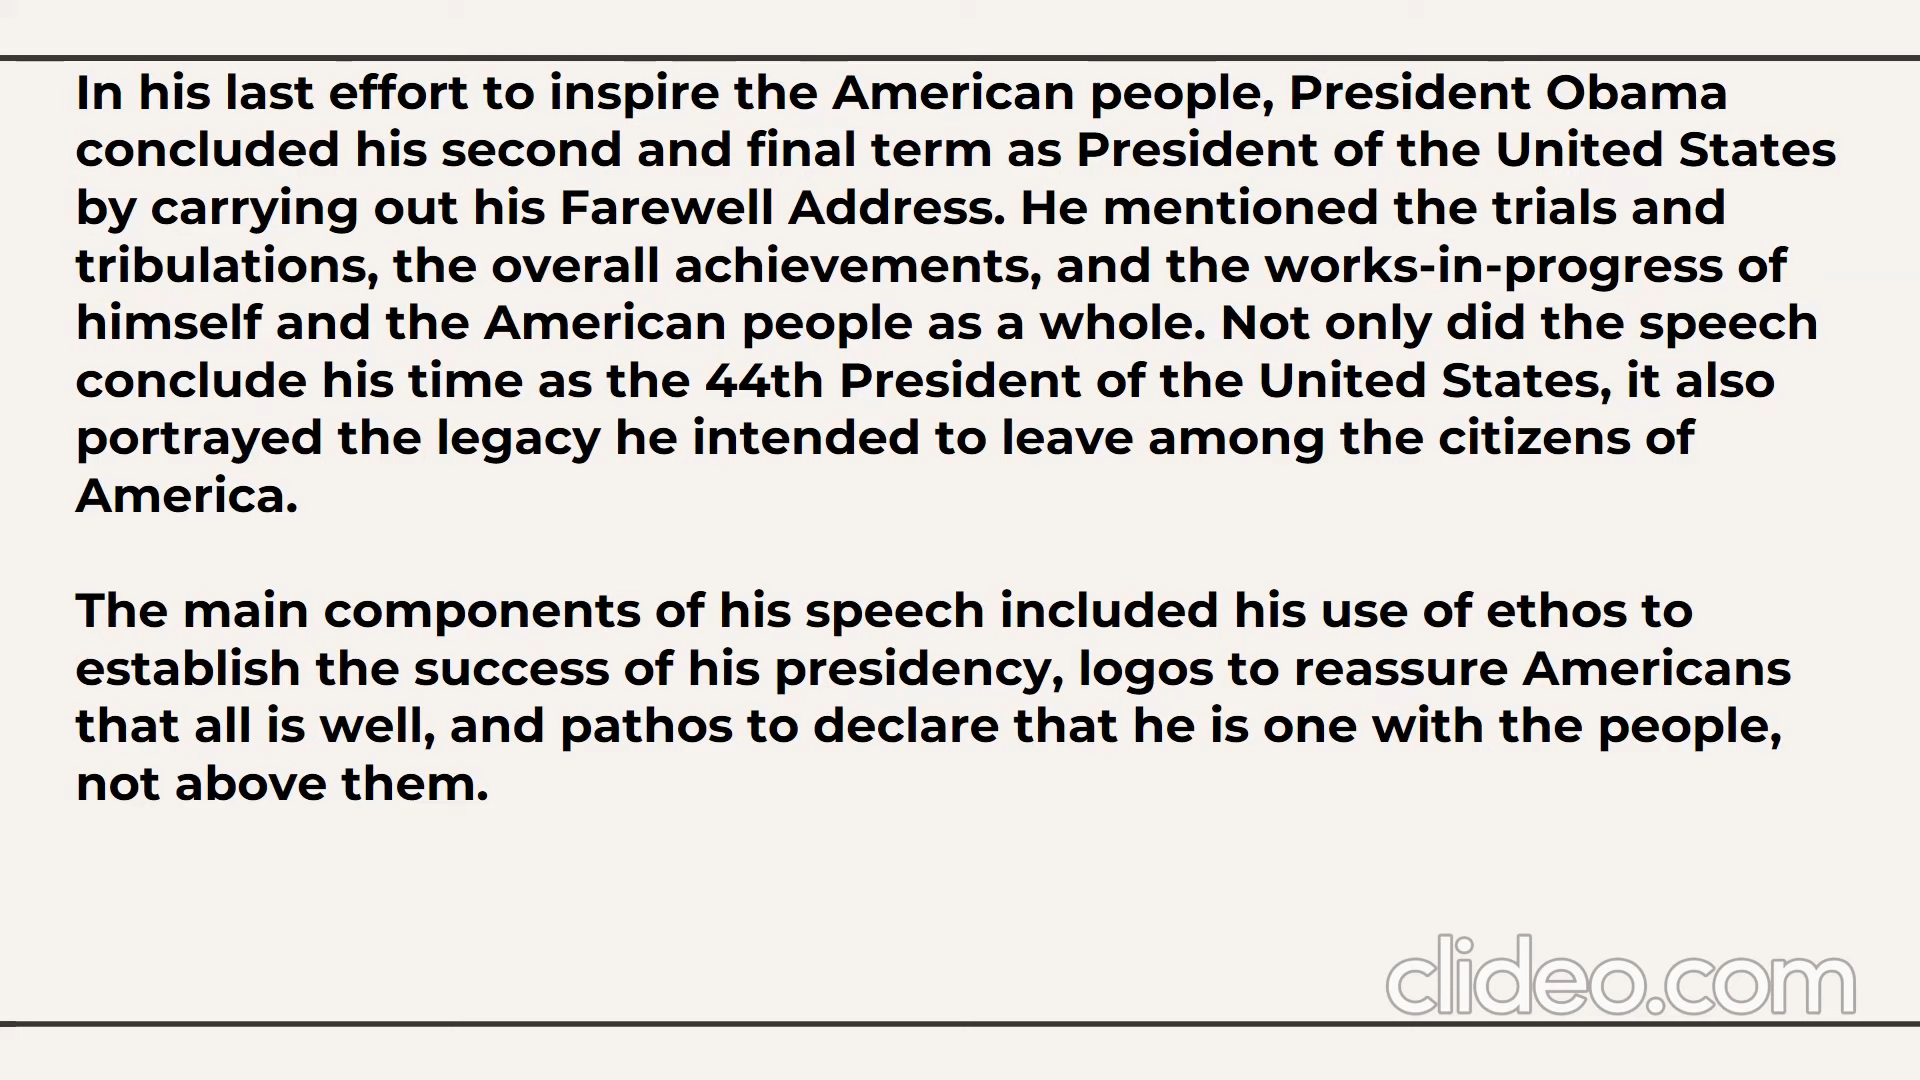 In his last effort to inspire the American people, President Obama
concluded his second and final term as President of the United States
by carrying out his Farewell Address. He mentioned the trials and
tribulations, the overall achievements, and the works-in-progress of
himself and the American people as a whole. Not only did the speech
conclude his time as the 44th President of the United States, it also
portrayed the legacy he intended to leave among the citizens of
America.
The main components of his speech included his use of ethos to
establish the success of his presidency, logos to reassure Americans
that all is well, and pathos to declare that he is one with the people,
not above them.
clideo.com